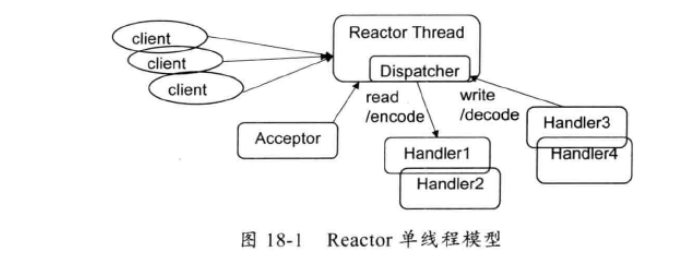 client
client
client
Reactor Thread
Dispatcher
read
/encode
write
/decode
Acceptor
Handler1
Handler2
Handler3
Handler4
图 18-1 Reactor 单线程模型